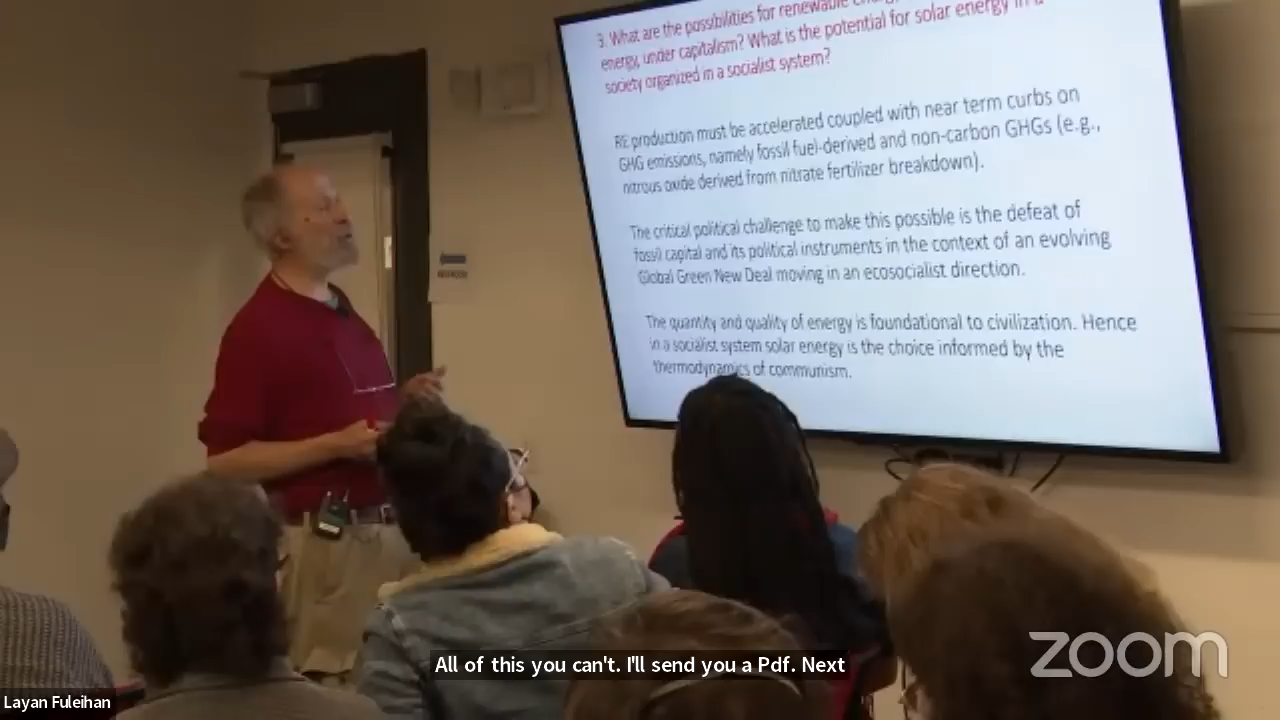 3. What are the possibilities for renewable
energy, under capitalism? What is the potential for solar energy in a
society organized in a socialist system?
RE production must be accelerated coupled with near term curbs on
GHG emissions, namely fossil fuel-derived and non-carbon GHGs (e.g.,
nitrous oxide derived from nitrate fertilizer breakdown).
The critical political challenge to make this possible is the defeat of
fossil capital and its political instruments in the context of an evolving
Global Green New Deal moving in an ecosocialist direction.
The quantity and quality of energy is foundational to civilization. Hence
in a socialist system solar energy is the choice informed by the
thermodynamics of communism.
All of this you can't. I'll send you a Pdf. Next
zoom
Layan Fuleihan